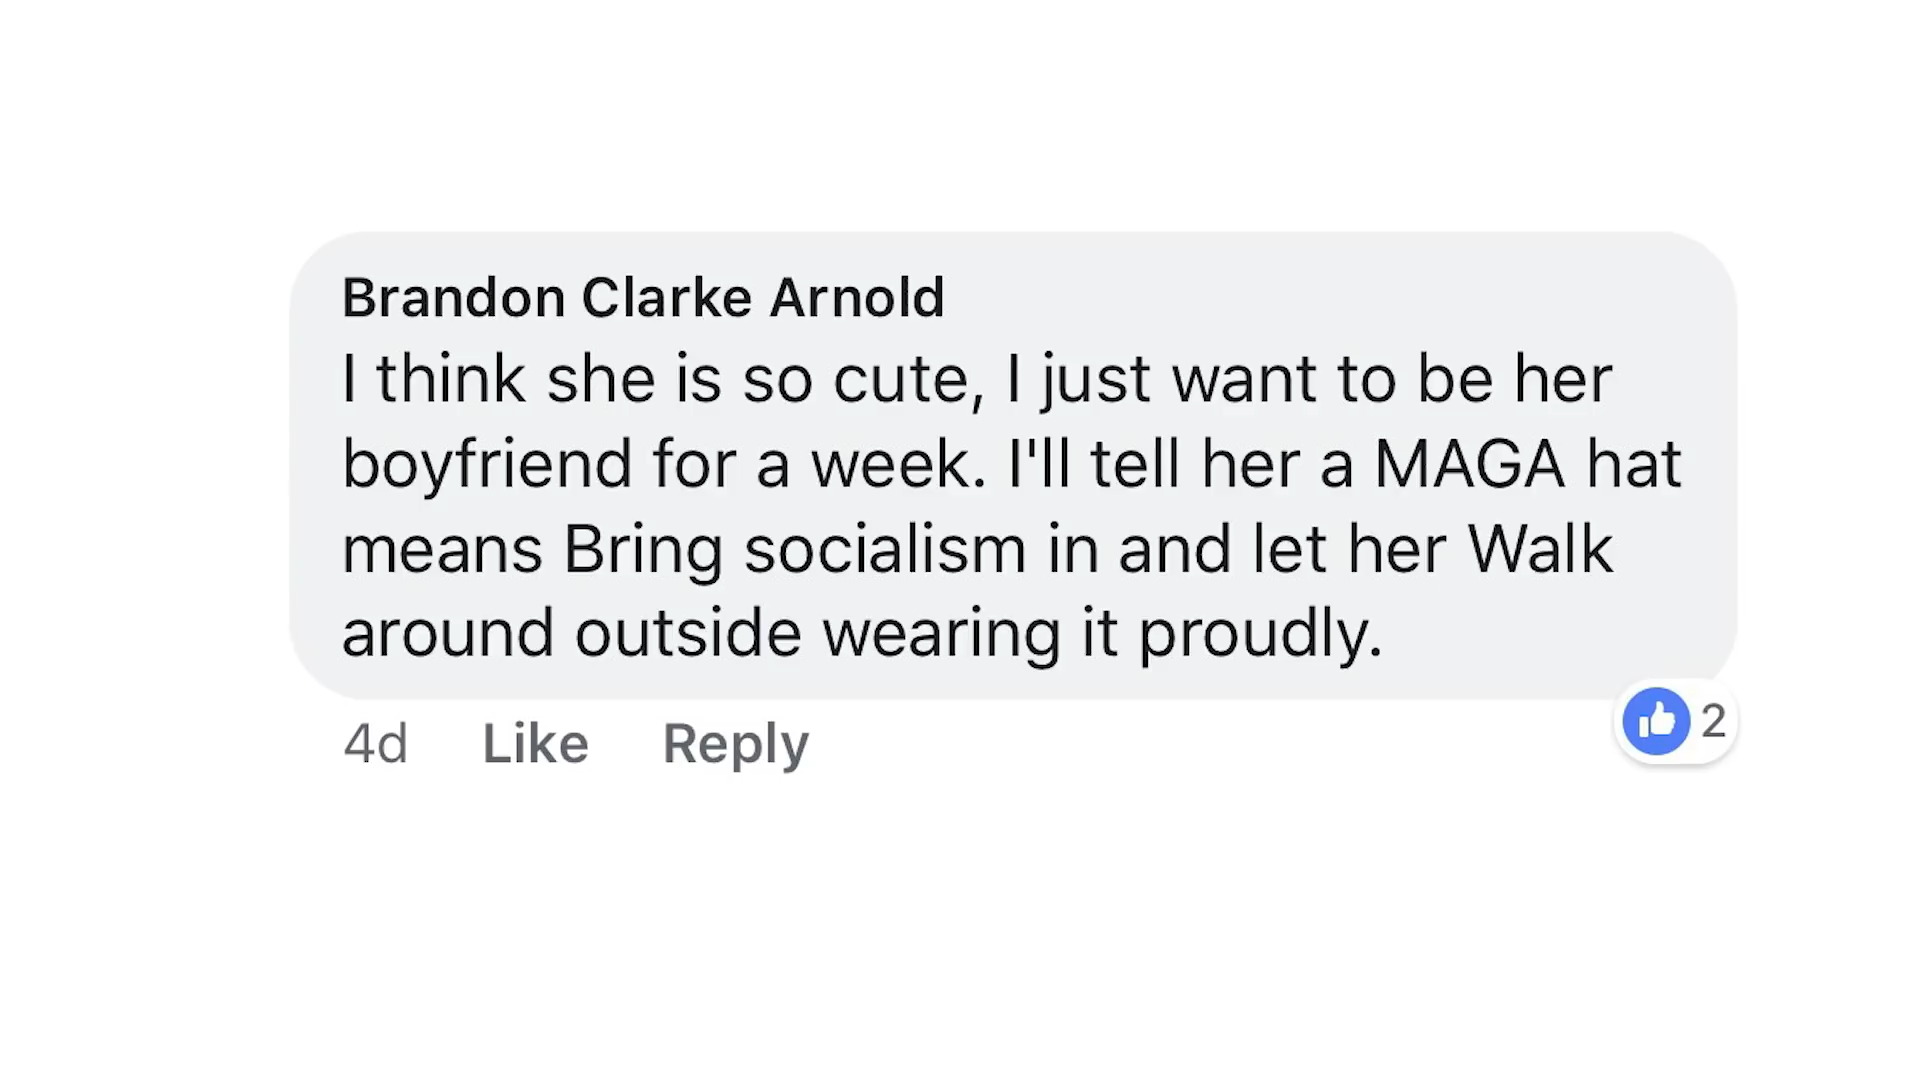 Brandon Clarke Arnold
I think she is so cute, I just want to be her
boyfriend for a week. I'll tell her a MAGA hat
means Bring socialism in and let her Walk
around outside wearing it proudly.
4d Like Reply 2